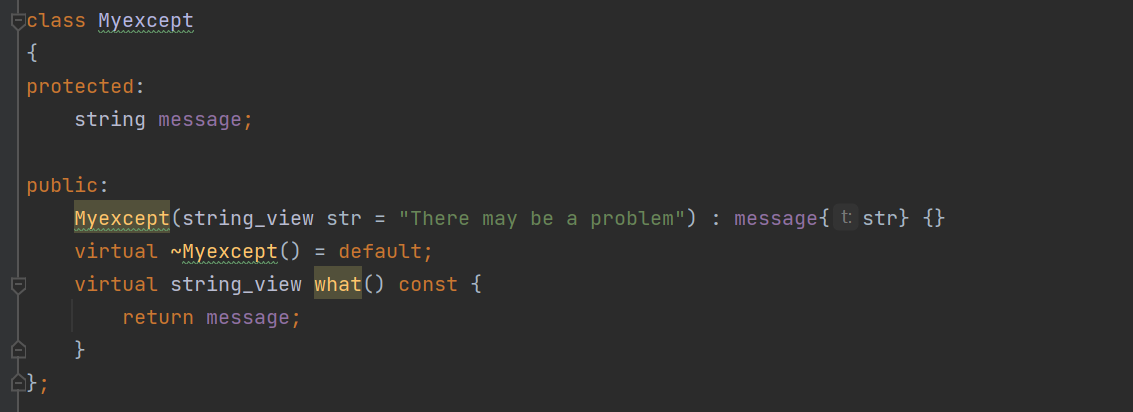 class Myexcept
{
protected:
    string message;

public:
    Myexcept(string_view str = "There may be a problem") : message{ t: str} {}
    virtual ~Myexcept() = default;
    virtual string_view what() const {
        return message;
    }
};